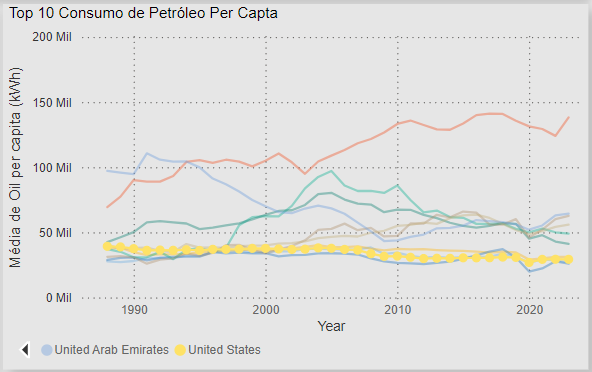 Top 10 Consumo de Petróleo Per Capta
200 Mil
150 Mil
100 Mil
50 Mil
0 Mil
Média de Oil per capita (kWh)
1990
2000
2010
2020
Year
United Arab Emirates
United States